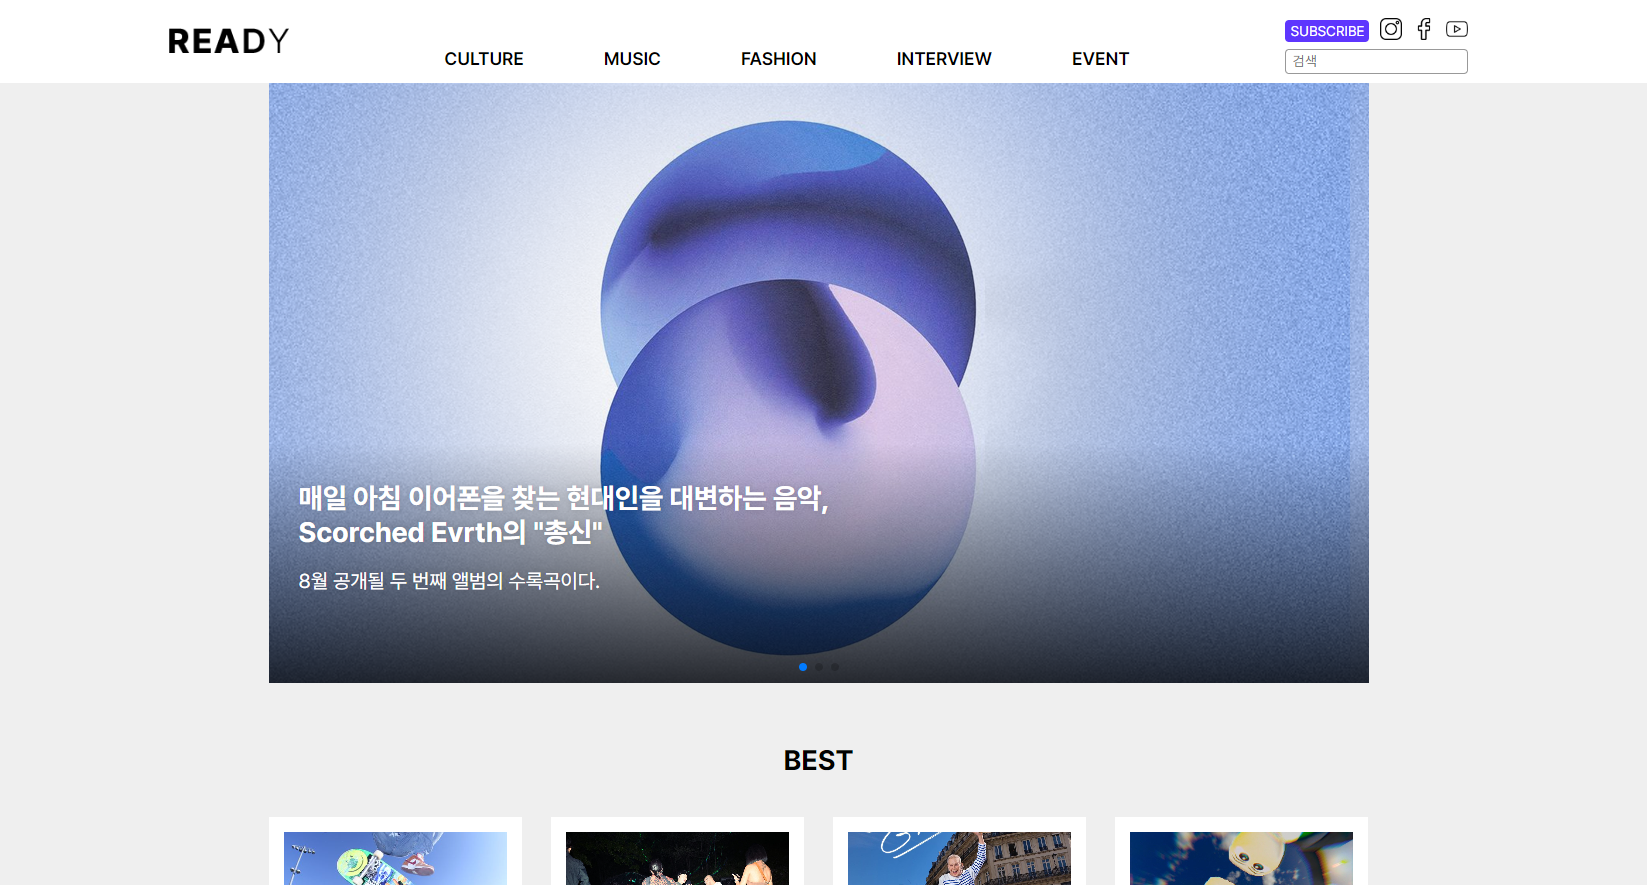 READY
SUBSCRIBE
CULTURE
MUSIC
FASHION
INTERVIEW
EVENT
검색
매일 아침 이어폰을 찾는 현대인을 대변하는 음악,
Scorched Evrth의 "총신"
8월 공개될 두 번째 앨범의 수록곡이다.
BEST